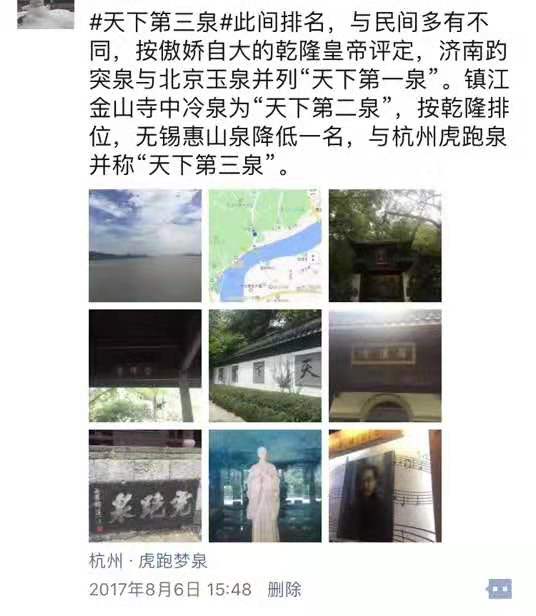 #天下第三泉#此间排名，与民间多有不
同，按傲娇自大的乾隆皇帝评定，济南趵
突泉与北京玉泉并列“天下第一泉”。镇江
金山寺中冷泉为“天下第二泉”，按乾隆排
位，无锡惠山泉降低一名，与杭州虎跑泉
并称“天下第三泉”。
天
虎跑泉
杭州 · 虎跑梦泉
2017年8月6日 15:48 删除